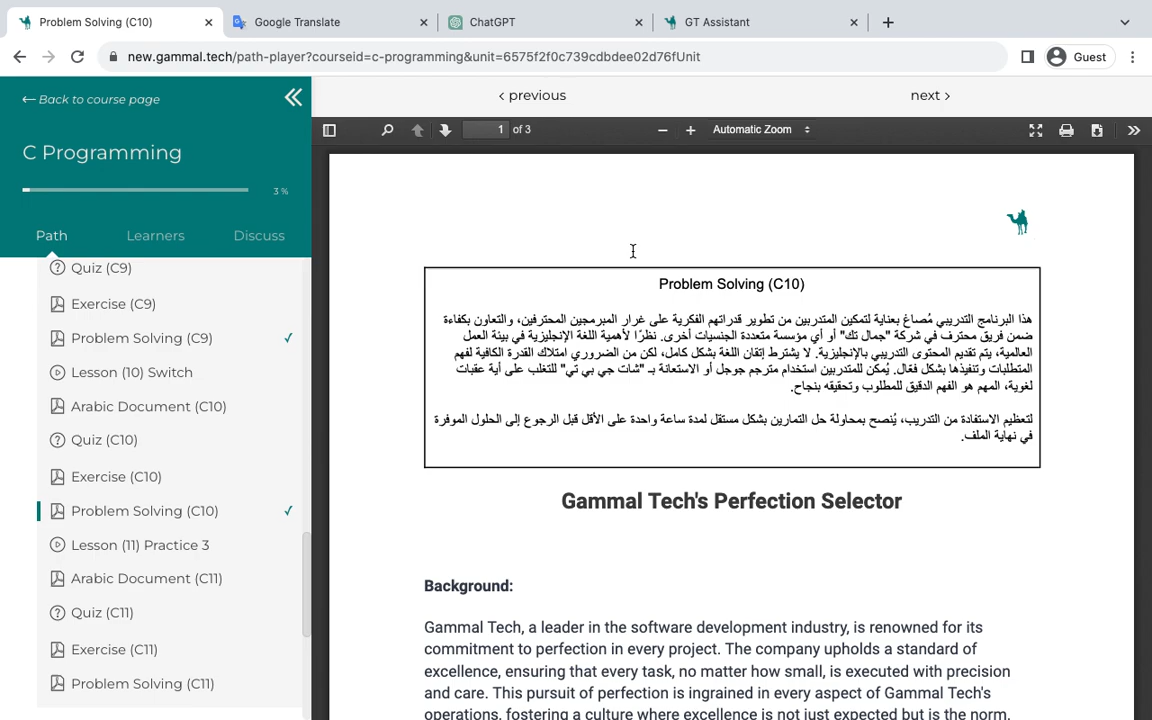 Problem Solving (C10)
Google Translate
ChatGPT
GT Assistant
new.gammal.tech/path-player?courseid=c-programming&unit=6575f2f0c739cdbdee02d76fUnit
Guest
Back to course page
previous
next
1 of 3
Automatic Zoom
C Programming
3 %
Path
Learners
Discuss
Quiz (C9)
Exercise (C9)
Problem Solving (C9)
Lesson (10) Switch
Arabic Document (C10)
Quiz (C10)
Exercise (C10)
Problem Solving (C10)
Lesson (11) Practice 3
Arabic Document (C11)
Quiz (C11)
Exercise (C11)
Problem Solving (C11)
Problem Solving (C10)
هذا البرنامج التدريبي مُصاغ بعناية لتمكين المتدربين من تطوير قدراتهم الفكرية على غرار المبرمجين المحترفين، والتعاون بكفاءة
ضمن فريق محترف في شركة "جمال تك" أو أي مؤسسة متعددة الجنسيات أخرى. نظرًا لأهمية اللغة الإنجليزية في بيئة العمل
العالمية، يتم تقديم المحتوى التدريبي بالإنجليزية. لا يشترط إتقان اللغة بشكل كامل، لكن من الضروري امتلاك القدرة الكافية لفهم
المتطلبات وتنفيذها بشكل فعّال. يُمكن للمتدربين استخدام مترجم جوجل أو الاستعانة بـ "شات جي بي تي" للتغلب على أية عقبات
لغوية، المهم هو الفهم الدقيق للمطلوب وتحقيقه بنجاح.
لتعظيم الاستفادة من التدريب، يُنصح بمحاولة حل التمارين بشكل مستقل لمدة ساعة واحدة على الأقل قبل الرجوع إلى الحلول الموفرة
في نهاية الملف.
Gammal Tech's Perfection Selector
Background:
Gammal Tech, a leader in the software development industry, is renowned for its
commitment to perfection in every project. The company upholds a standard of
excellence, ensuring that every task, no matter how small, is executed with precision
and care. This pursuit of perfection is ingrained in every aspect of Gammal Tech's
operations, fostering a culture where excellence is not just expected but is the norm.